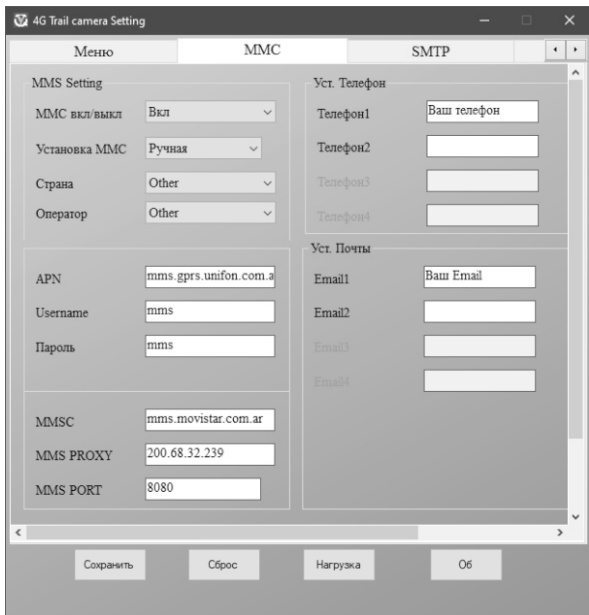 4G Trail camera Setting
Меню
ММС
SMTP
MMS Setting
ММС вкл/выкл
Вкл
Установка ММС
Ручная
Страна
Other
Оператор
Other
APN
mms.gprs.unifon.com.a
Username
mms
Пароль
mms
MMSC
mms.movistar.com.ar
MMS PROXY
200.68.32.239
MMS PORT
8080
Уст. Телефон
Телефон1
Ваш телефон
Телефон2
Телефон3
Телефон4
Уст. Почты
Email1
Ваш Email
Email2
Email3
Email4
Сохранить
Сброс
Нагрузка
Об